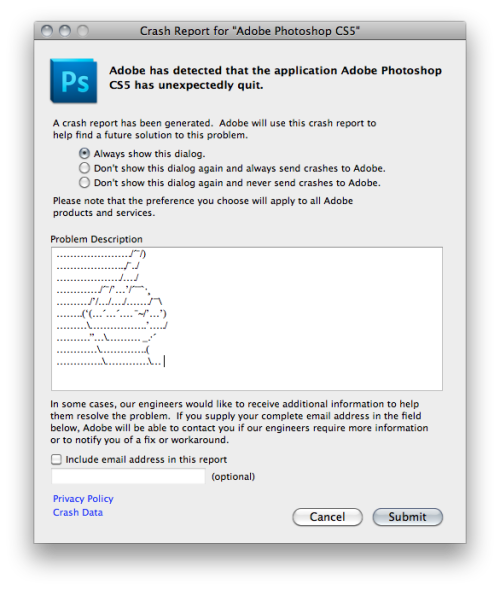 Crash Report for "Adobe Photoshop CS5"
Ps
Adobe has detected that the application Adobe Photoshop
CS5 has unexpectedly quit.
A crash report has been generated.  Adobe will use this crash report to
help find a future solution to this problem.
Always show this dialog.
Don't show this dialog again and always send crashes to Adobe.
Don't show this dialog again and never send crashes to Adobe.
Please note that the preference you choose will apply to all Adobe
products and services.
Problem Description
…………………./´¯/)
………………..,/¯../
………………./…./
…………./´¯/'…'/´¯¯`·¸
………./'/…/…./……./¨¯\
……..('(…´…´…. ¯~/'…')
………\……………..'…../
……….''…\………. _.·´
…………\…………..(
…………..\………….\…
In some cases, our engineers would like to receive additional information to help
them resolve the problem.  If you supply your complete email address in the field
below, Adobe will be able to contact you if our engineers require more information
or to notify you of a fix or workaround.
Include email address in this report
(optional)
Privacy Policy
Crash Data
Cancel
Submit